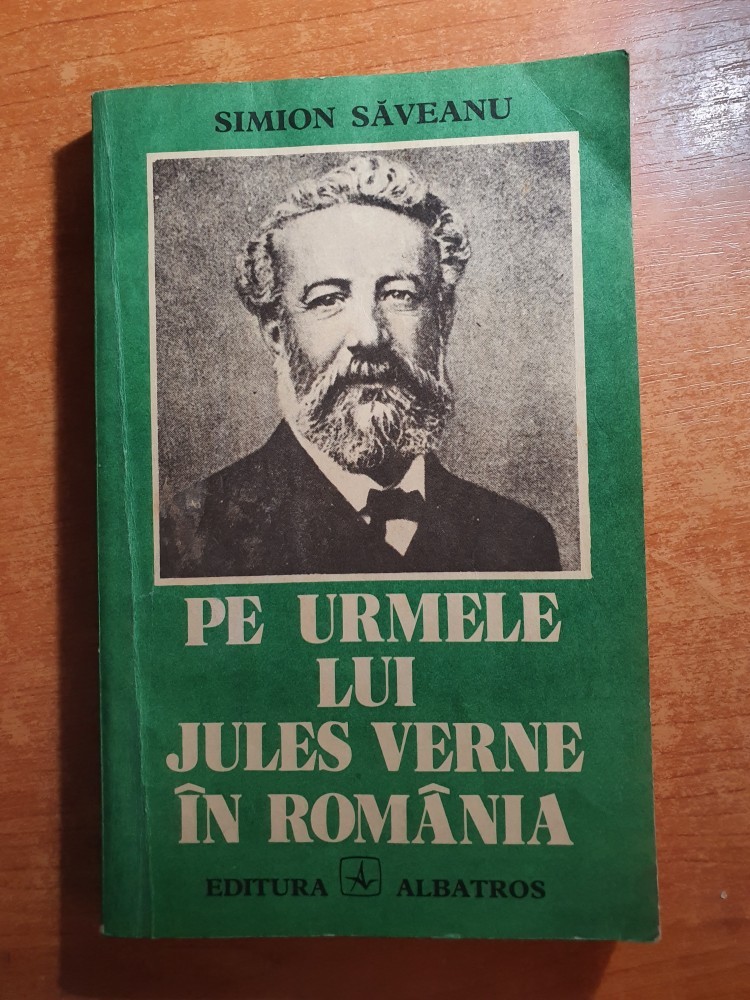 SIMION SĂVEANU
PE URMELE
LUI
JULES VERNE
ÎN ROMÂNIA
EDITURA ALBATROS